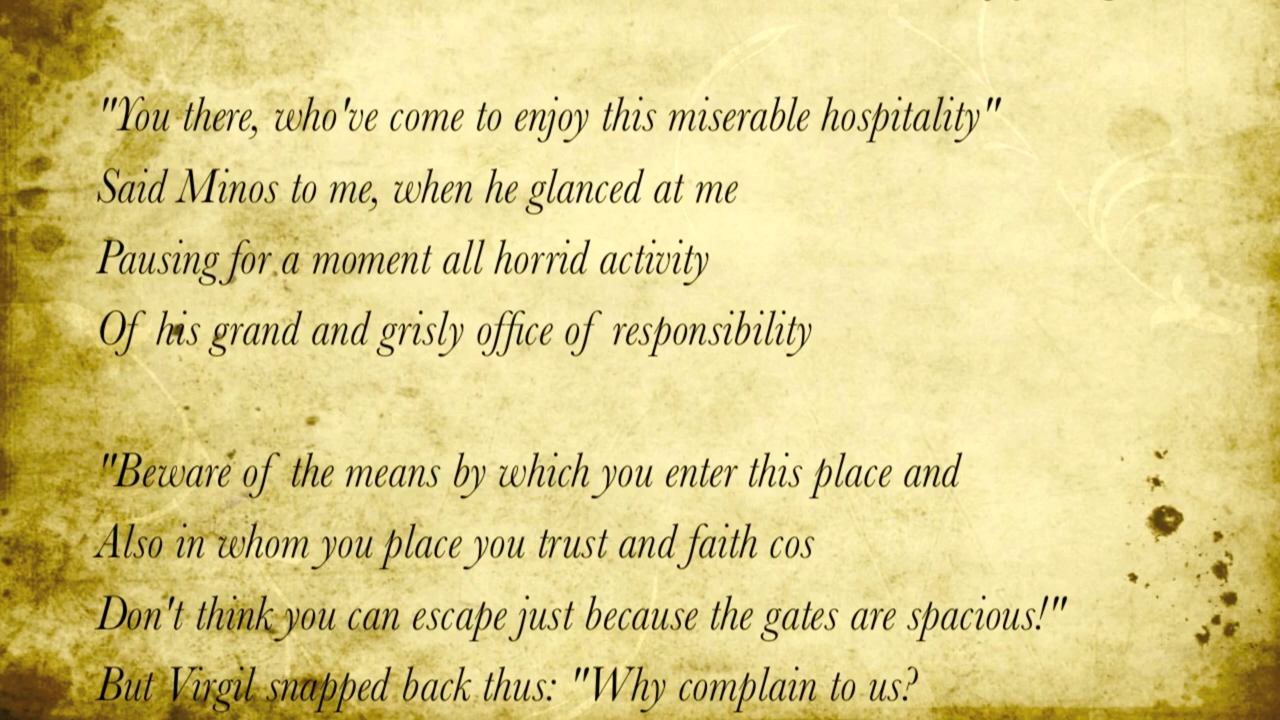 "You there, who've come to enjoy this miserable hospitality"
Said Minos to me, when he glanced at me
Pausing for a moment all horrid activity
Of his grand and grisly office of responsibility
"Beware of the means by which you enter this place and
Also in whom you place you trust and faith cos
Don't think you can escape just because the gates are spacious!"
But Virgil snapped back thus: "Why complain to us?